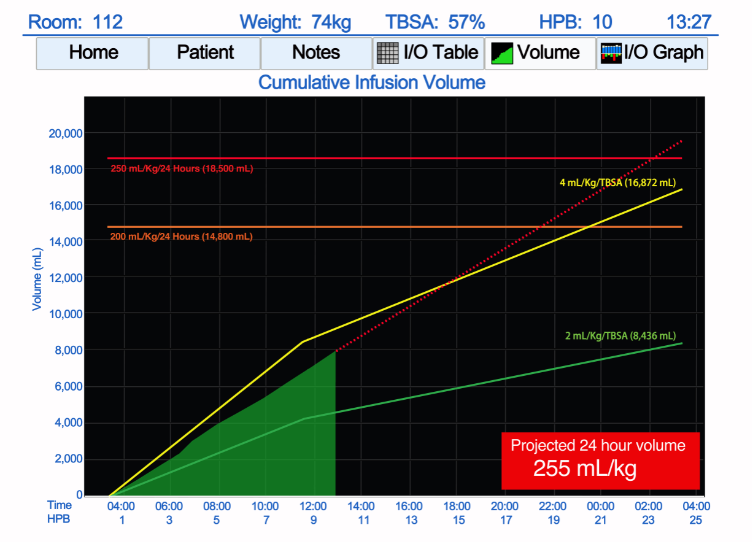 Room: 112 Weight: 74kg TBSA: 57% HPB: 10 13:27
Home Patient Notes I/O Table Volume I/O Graph
Cumulative Infusion Volume
Volume (mL)
20,000
18,000
16,000
14,000
12,000
10,000
8,000
6,000
4,000
2,000
0
250 mL/Kg/24 Hours (18,500 mL)
4 mL/Kg/TBSA (16,872 mL)
200 mL/Kg/24 Hours (14,800 mL)
2 mL/Kg/TBSA (8,436 mL)
Projected 24 hour volume
255 mL/kg
Time 04:00 06:00 08:00 10:00 12:00 14:00 16:00 18:00 20:00 22:00 00:00 02:00 04:00
HPB 1 3 5 7 9 11 13 15 17 19 21 23 25